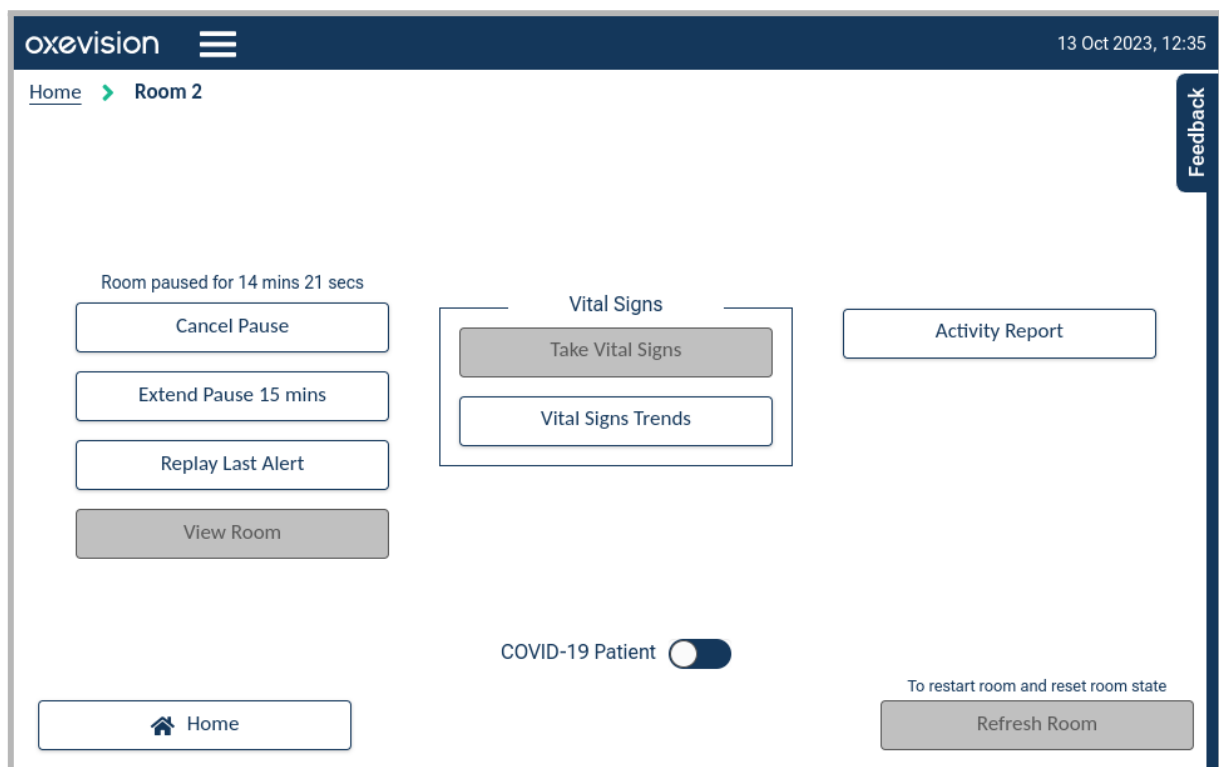 oxevision
13 Oct 2023, 12:35
Home > Room 2
Feedback
Room paused for 14 mins 21 secs
Cancel Pause
Extend Pause 15 mins
Replay Last Alert
View Room
Vital Signs
Take Vital Signs
Vital Signs Trends
Activity Report
COVID-19 Patient
Home
To restart room and reset room state
Refresh Room